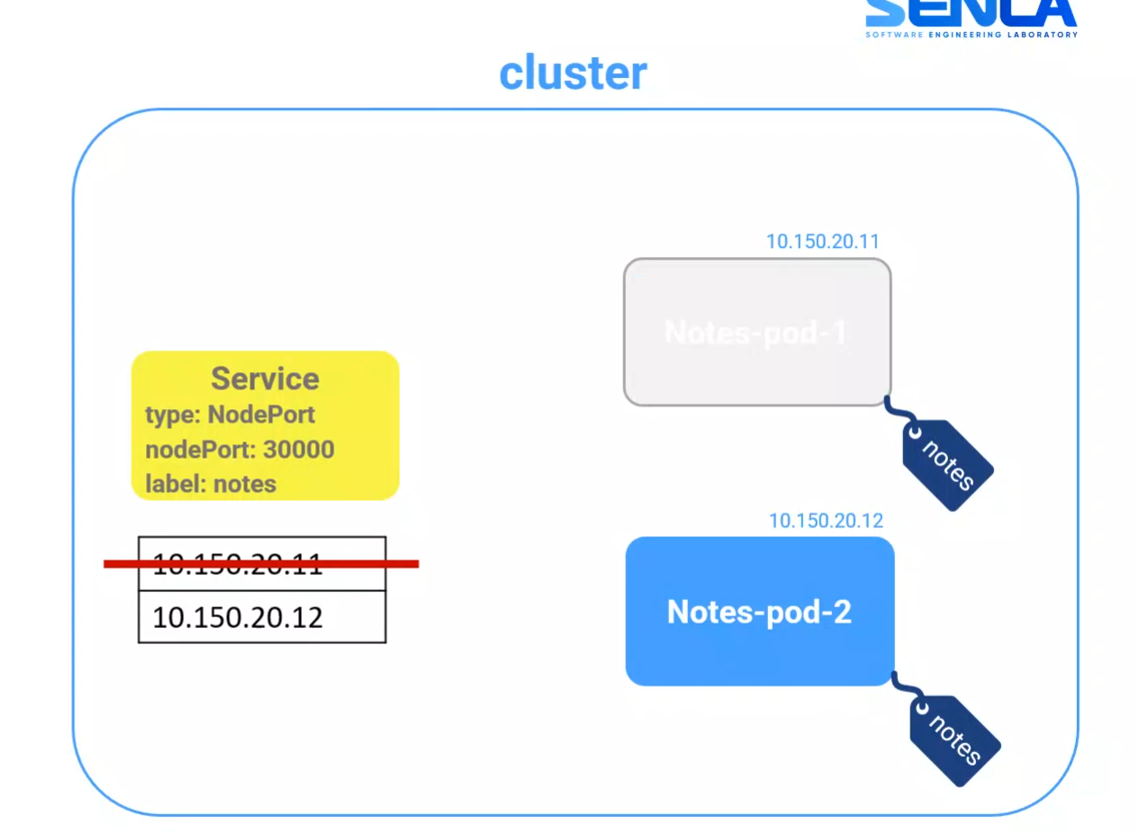 SENLA
SOFTWARE ENGINEERING LABORATORY
cluster
10.150.20.11
Notes-pod-1
notes
Service
type: NodePort
nodePort: 30000
label: notes
10.150.20.11
10.150.20.12
10.150.20.12
Notes-pod-2
notes